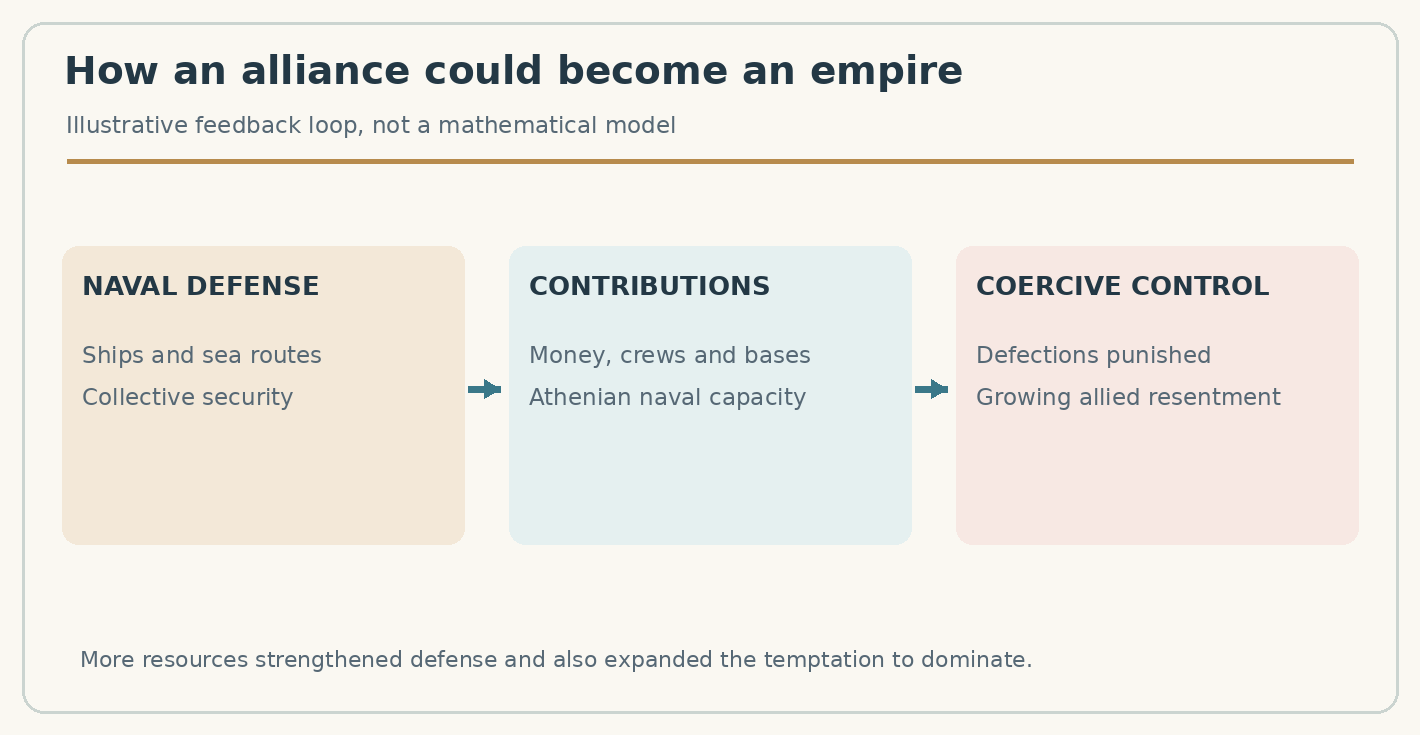 How an alliance could become an empire
Illustrative feedback loop, not a mathematical model
NAVAL DEFENSE
Ships and sea routes
Collective security
CONTRIBUTIONS
Money, crews and bases
Athenian naval capacity
COERCIVE CONTROL
Defections punished
Growing allied resentment
More resources strengthened defense and also expanded the temptation to dominate.